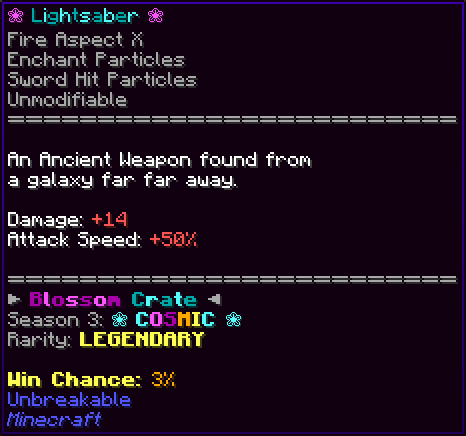 ❀ Lightsaber ❀
Fire Aspect X
Enchant Particles
Sword Hit Particles
Unmodifiable
============================
An Ancient Weapon found from
a galaxy far far away.
Damage: +14
Attack Speed: +50%
============================
► Blossom Crate ◄
Season 3: ❀ COSMIC ❀
Rarity: LEGENDARY
Win Chance: 3%
Unbreakable
Minecraft